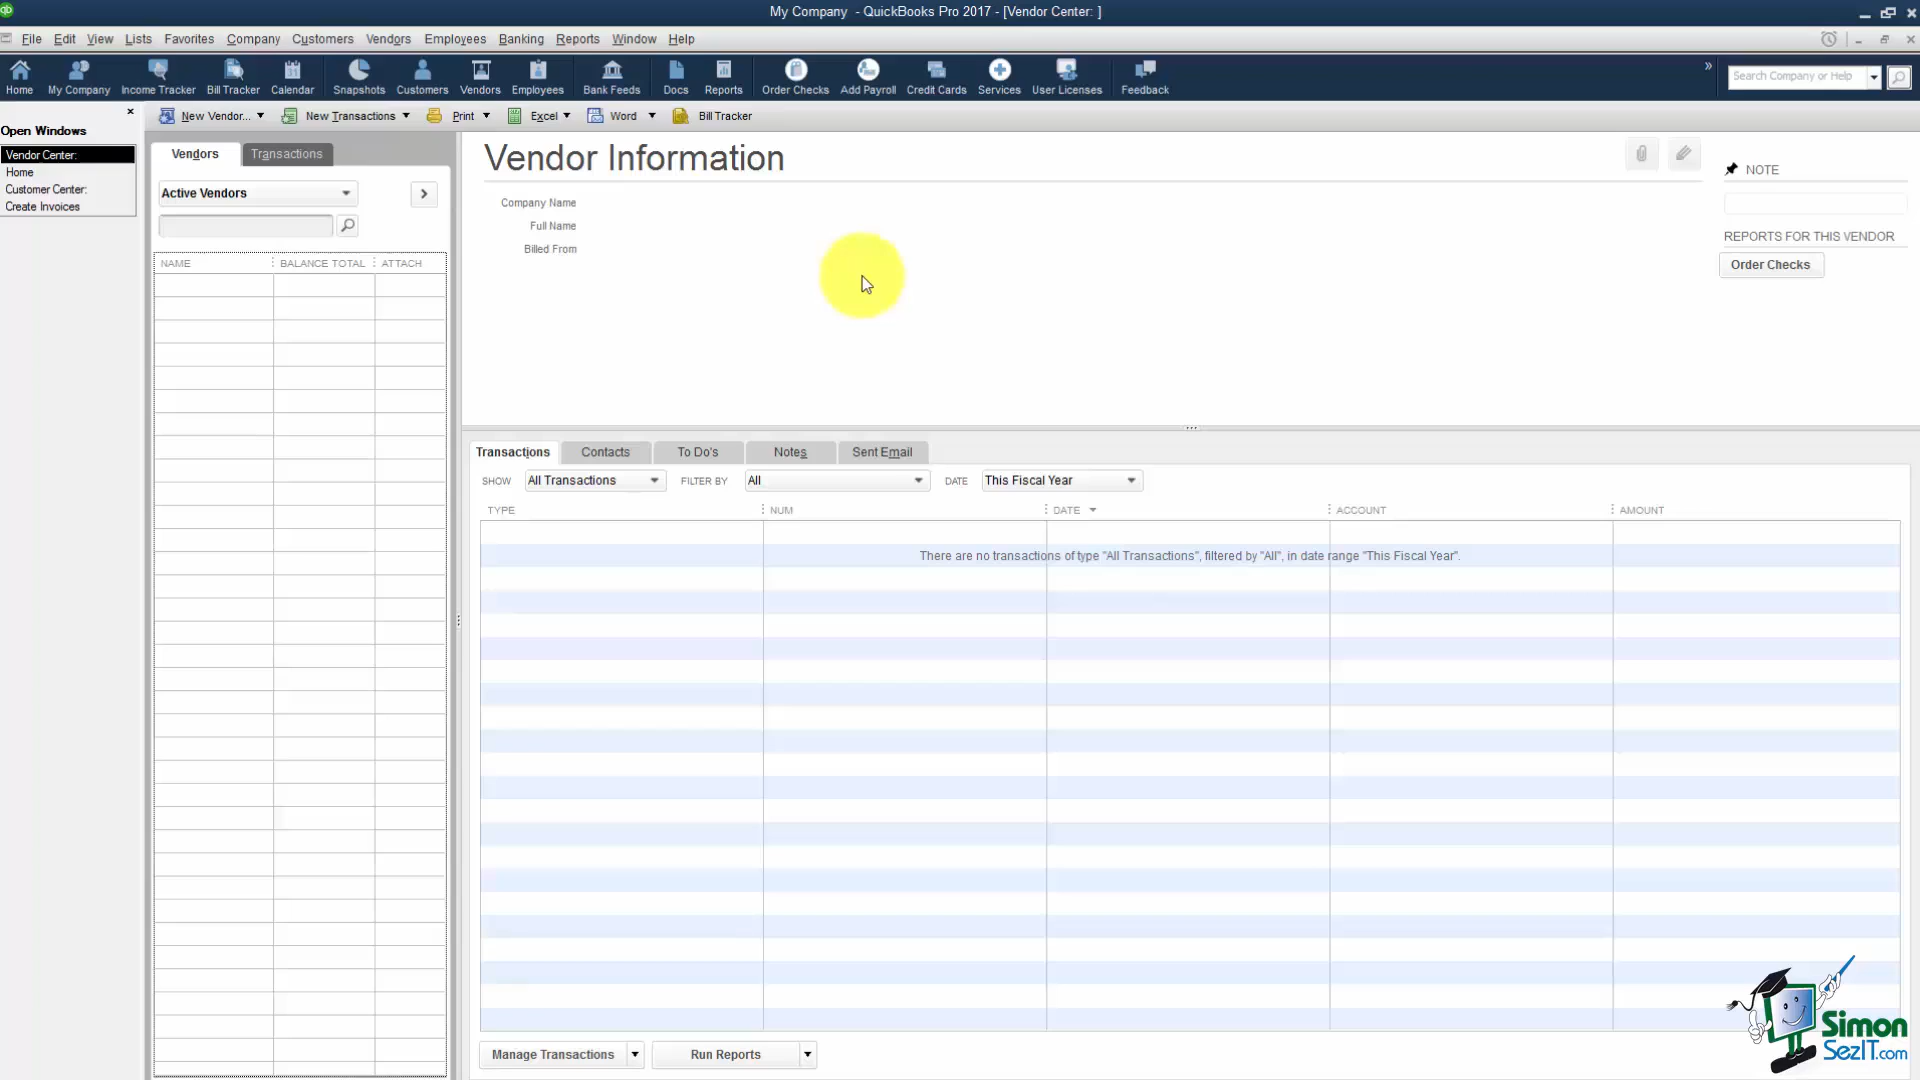 qb
My Company - QuickBooks Pro 2017 - [Vendor Center: ]
File Edit View Lists Favorites Company Customers Vendors Employees Banking Reports Window Help
Home My Company Income Tracker Bill Tracker Calendar Snapshots Customers Vendors Employees Bank Feeds Docs Reports Order Checks Add Payroll Credit Cards Services User Licenses Feedback » Search Company or Help
New Vendor... New Transactions Print Excel Word Bill Tracker
Open Windows
Vendor Center:
Home
Customer Center:
Create Invoices
Vendors Transactions
Active Vendors
NAME BALANCE TOTAL ATTACH
Vendor Information
Company Name
Full Name
Billed From
NOTE
REPORTS FOR THIS VENDOR
Order Checks
Transactions Contacts To Do's Notes Sent Email
SHOW All Transactions FILTER BY All DATE This Fiscal Year
TYPE NUM DATE ACCOUNT AMOUNT
There are no transactions of type "All Transactions", filtered by "All", in date range "This Fiscal Year".
Manage Transactions Run Reports
Simon
SezIT.com